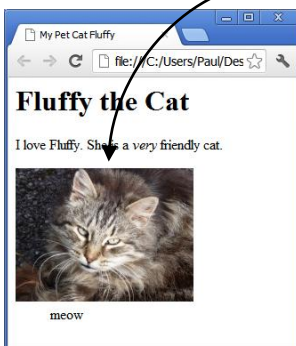 My Pet Cat Fluffy
file:///C:/Users/Paul/Des
Fluffy the Cat
I love Fluffy. She is a very friendly cat.
meow